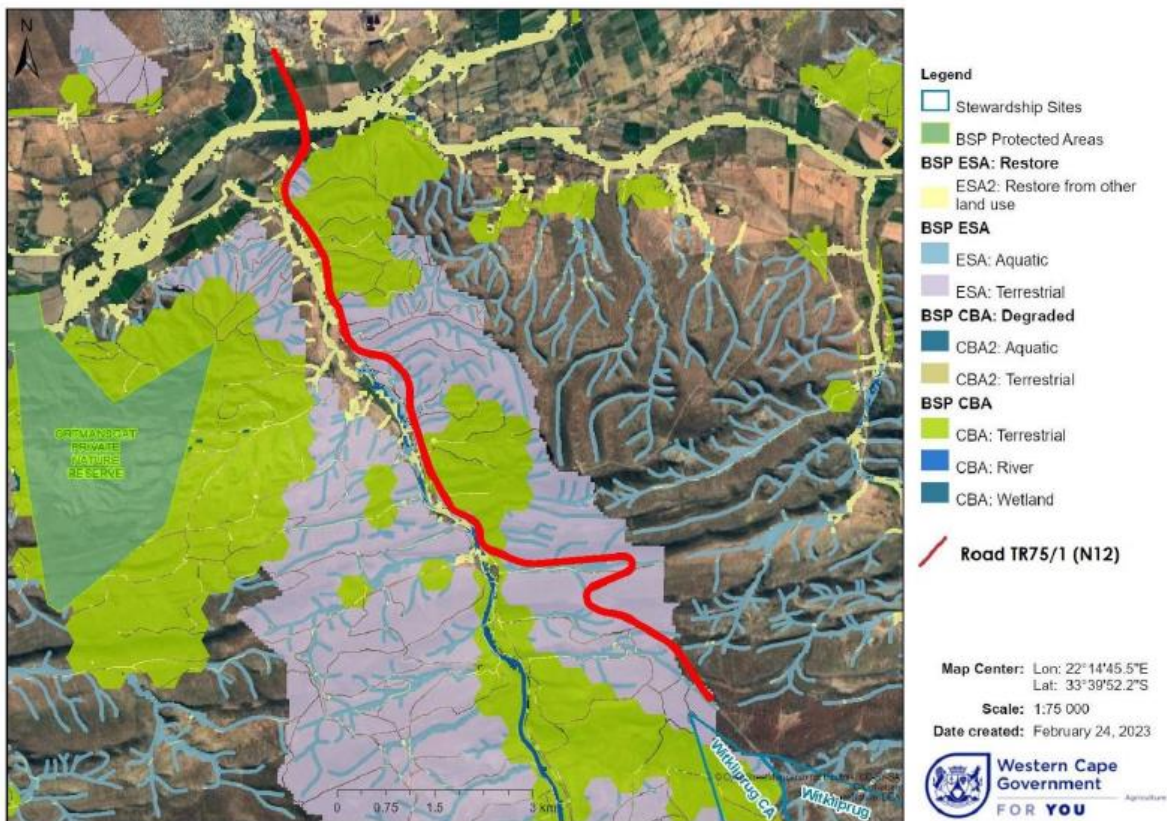 N
Legend
Stewardship Sites
BSP Protected Areas
BSP ESA: Restore
ESA2: Restore from other
land use
BSP ESA
ESA: Aquatic
ESA: Terrestrial
BSP CBA: Degraded
CBA2: Aquatic
CBA2: Terrestrial
BSP CBA
CBA: Terrestrial
CBA: River
CBA: Wetland
Road TR75/1 (N12)
PRIVATE
NATURE
RESERVE
Witkliprug CA
Witkliprug
0 0.75 1.5 3 km
Map Center: Lon: 22°14'45.5"E
Lat: 33°39'52.2"S
Scale: 1:75 000
Date created: February 24, 2023
Western Cape
Government
Agriculture
FOR YOU